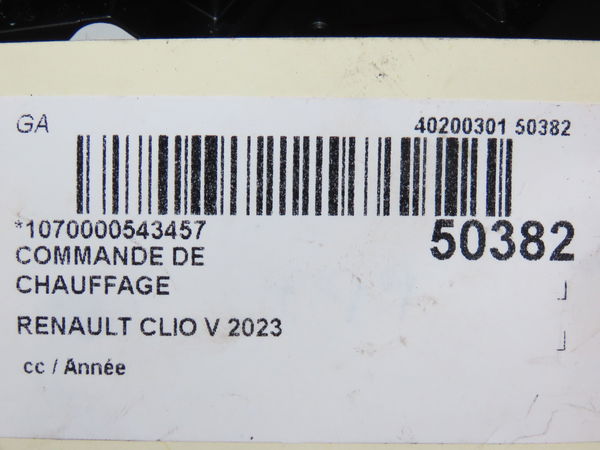 GA
40200301 50382
*1070000543457
50382
COMMANDE DE
CHAUFFAGE
RENAULT CLIO V 2023
cc / Année